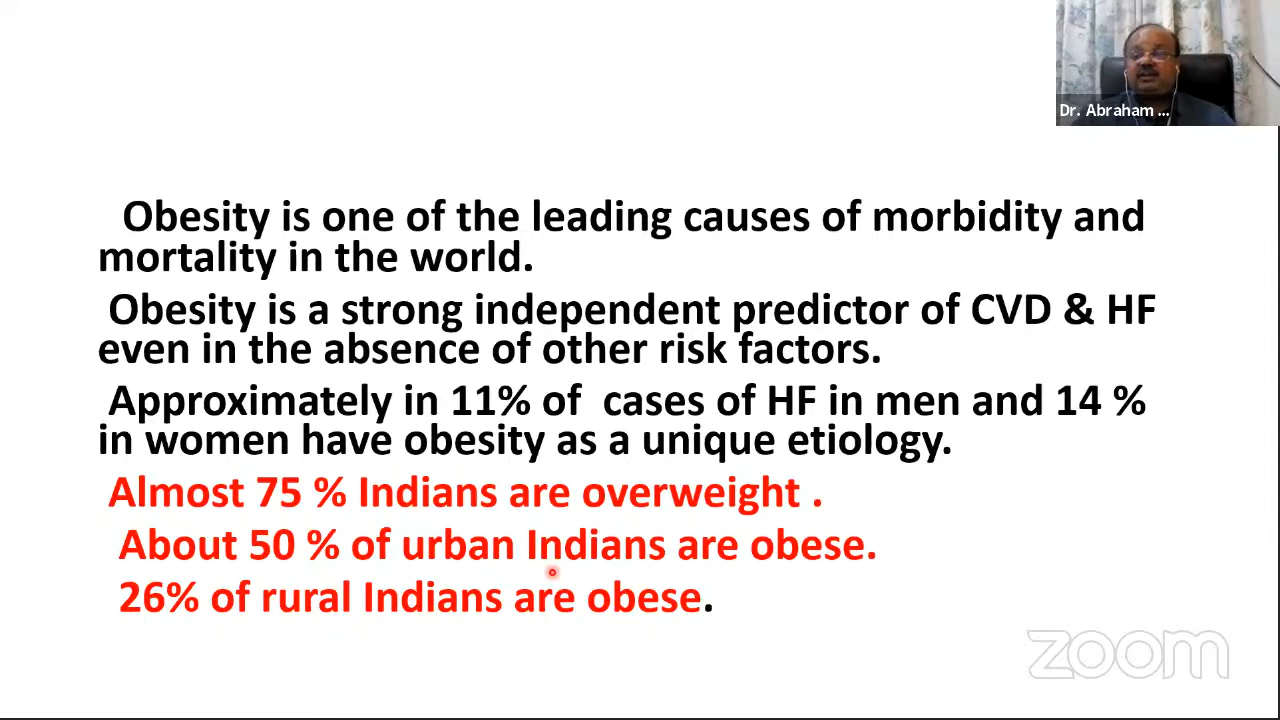 Dr. Abraham ...
Obesity is one of the leading causes of morbidity and
mortality in the world.
Obesity is a strong independent predictor of CVD & HF
even in the absence of other risk factors.
Approximately in 11% of  cases of HF in men and 14 %
in women have obesity as a unique etiology.
Almost 75 % Indians are overweight .
About 50 % of urban Indians are obese.
26% of rural Indians are obese.
zoom